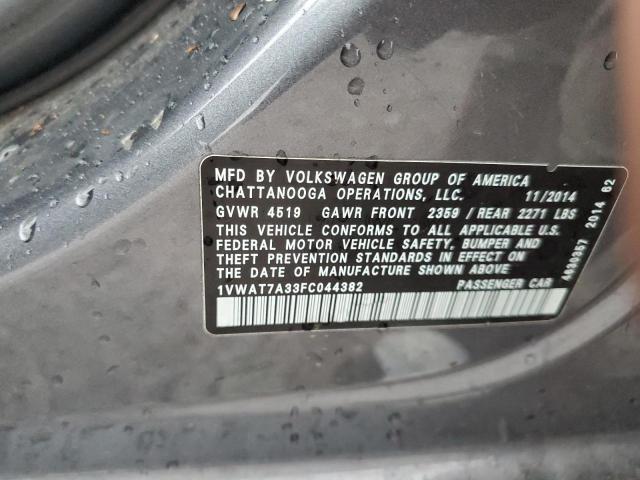 MFD BY VOLKSWAGEN GROUP OF AMERICA
CHATTANOOGA OPERATIONS, LLC. 11/2014
GVWR 4519 GAWR FRONT 2359 / REAR 2271 LBS
THIS VEHICLE CONFORMS TO ALL APPLICABLE U.S.
FEDERAL MOTOR VEHICLE SAFETY, BUMPER AND
THEFT PREVENTION STANDARDS IN EFFECT ON
THE DATE OF MANUFACTURE SHOWN ABOVE
1VWAT7A33FC044382 PASSENGER CAR
4630357 2014 62